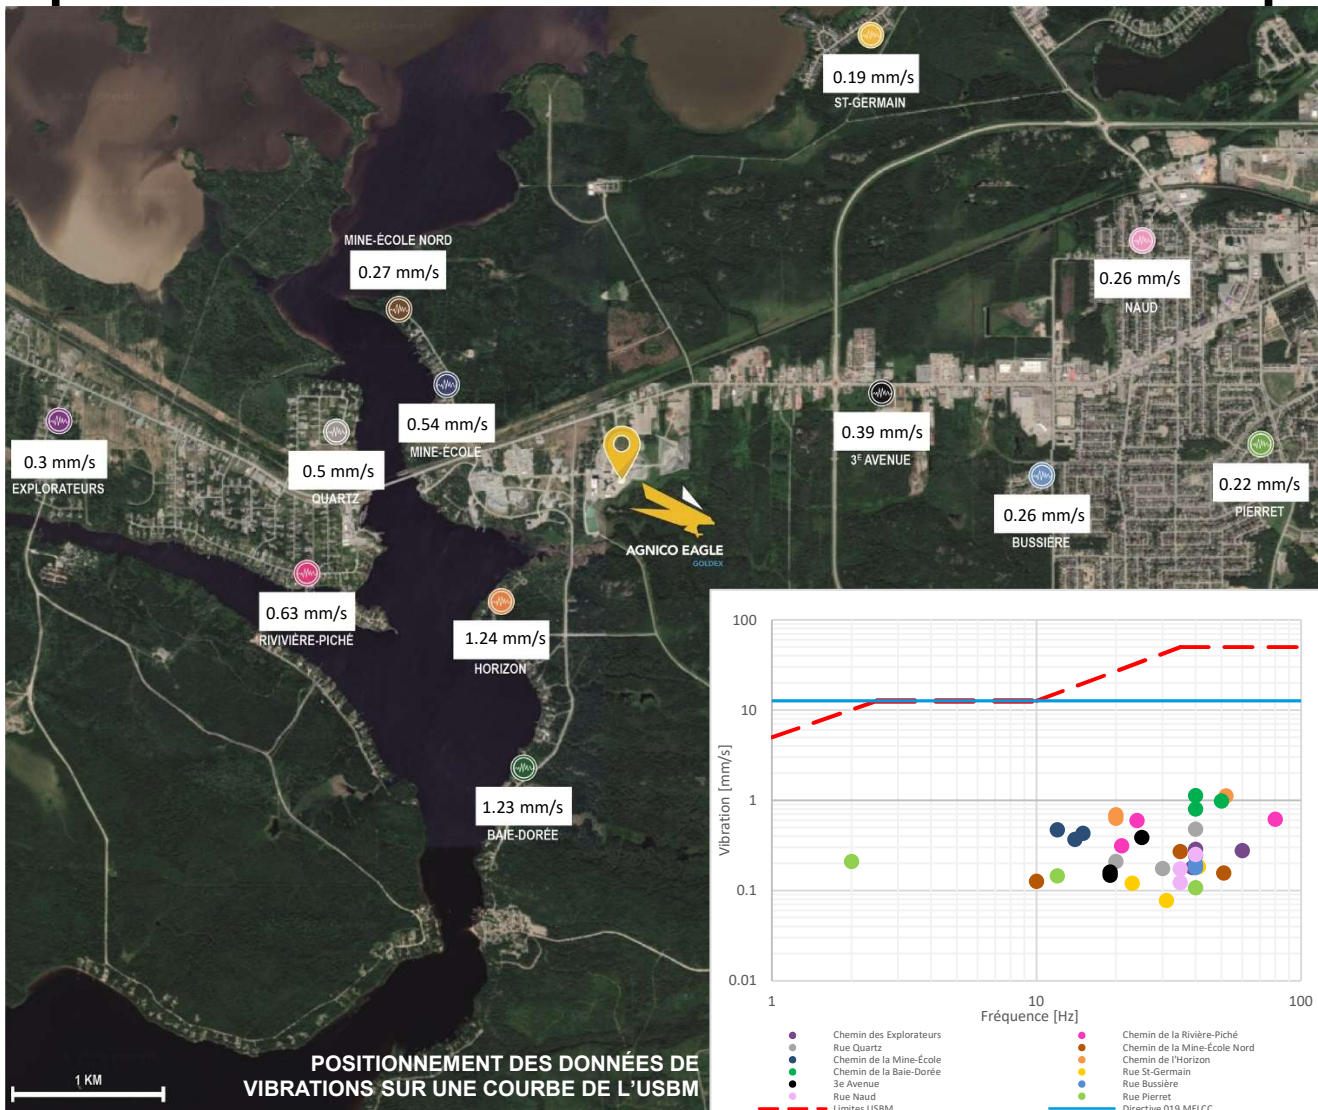 0.19 mm/s
ST-GERMAIN
MINE-ÉCOLE NORD
0.27 mm/s
0.26 mm/s
NAUD
0.54 mm/s
MINE-ÉCOLE
0.39 mm/s
3E AVENUE
0.3 mm/s
EXPLORATEURS
0.5 mm/s
QUARTZ
0.22 mm/s
PIERRET
0.26 mm/s
BUSSIÈRE
AGNICO EAGLE
GOLDEX
0.63 mm/s
RIVIVIÈRE-PICHÉ
1.24 mm/s
HORIZON
1.23 mm/s
BAIE-DORÉE
100
10
1
0.1
0.01
Vibration [mm/s]
1
10
100
Fréquence [Hz]
Chemin des Explorateurs
Chemin de la Rivière-Piché
Rue Quartz
Chemin de la Mine-École Nord
Chemin de la Mine-École
Chemin de l'Horizon
Chemin de la Baie-Dorée
Rue St-Germain
3e Avenue
Rue Bussière
Rue Naud
Rue Pierret
Limites USBM
Directive 019 MELCC
POSITIONNEMENT DES DONNÉES DE
VIBRATIONS SUR UNE COURBE DE L'USBM
1 KM